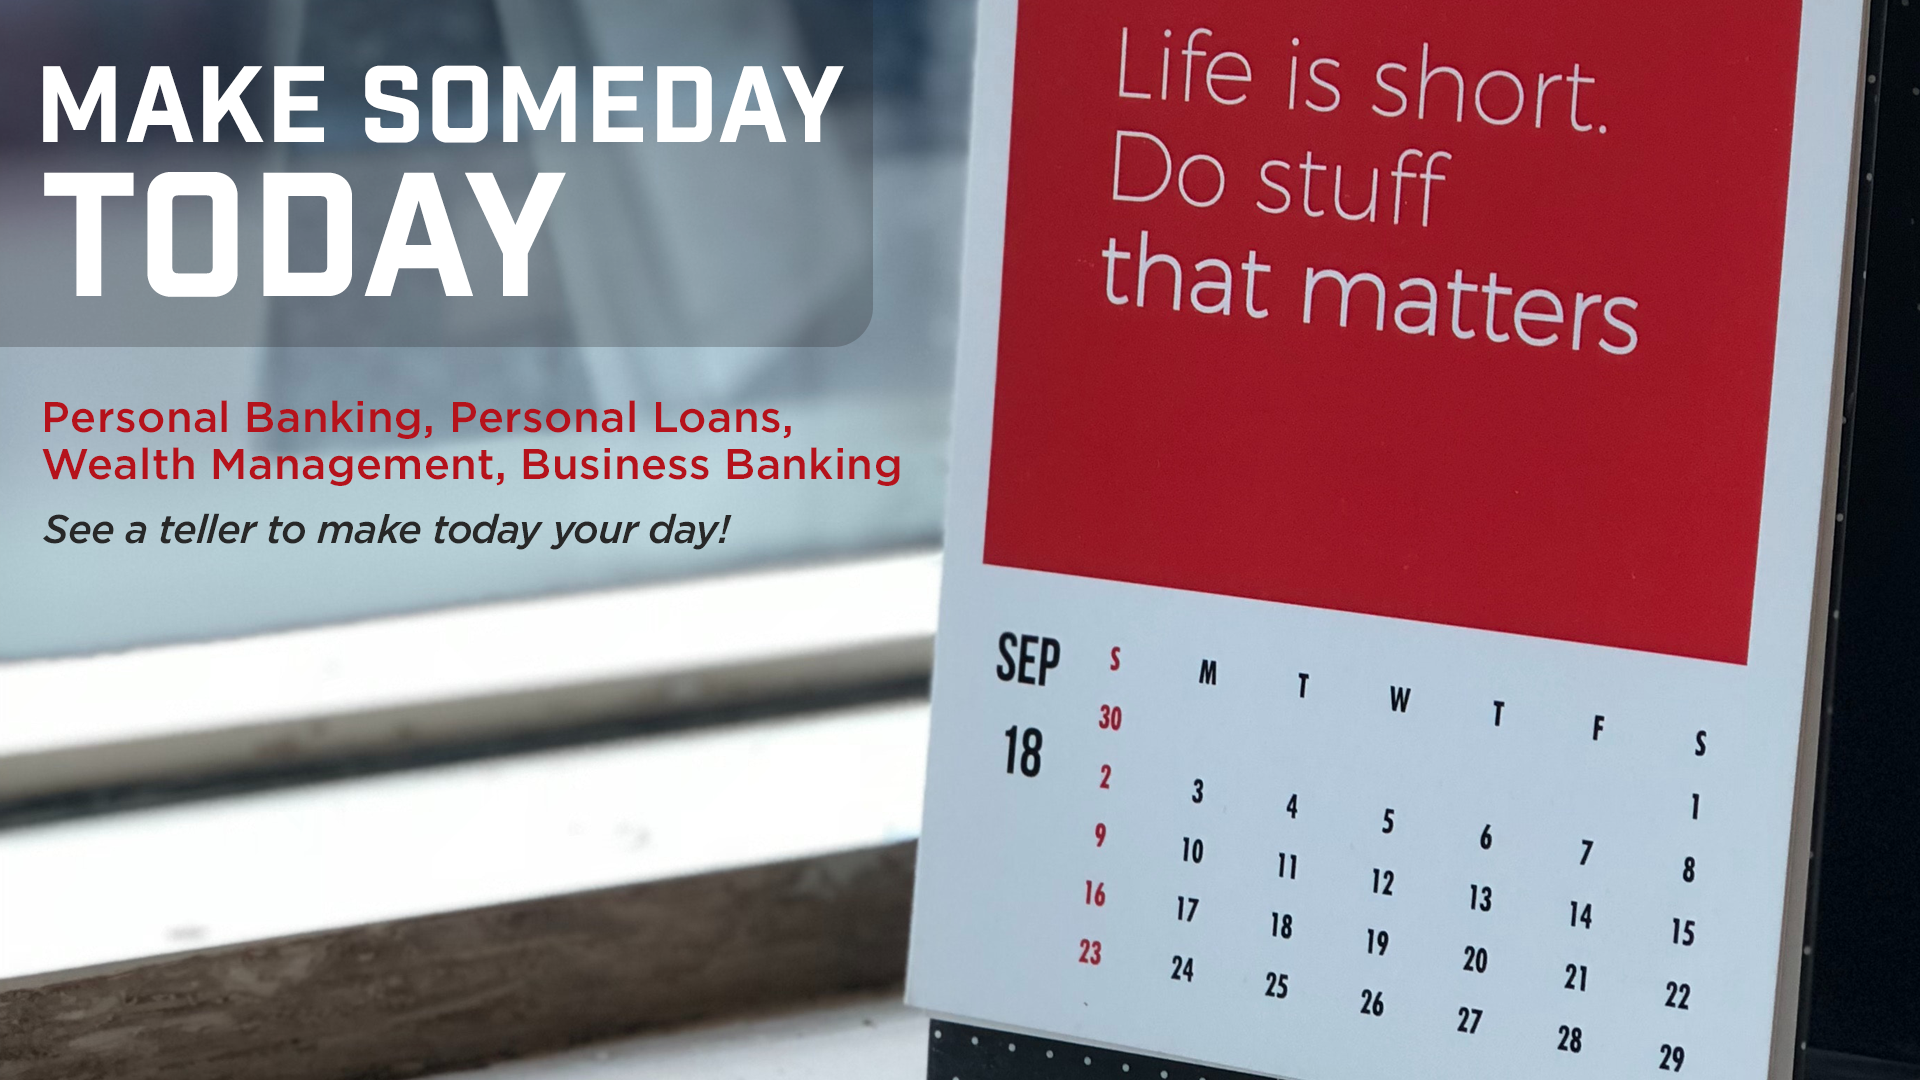 MAKE SOMEDAY
TODAY
Personal Banking, Personal Loans,
Wealth Management, Business Banking
See a teller to make today your day!
Life is short.
Do stuff
that matters
SEP
18
S M T W T F S
30 1
2 3 4 5 6 7 8
9 10 11 12 13 14 15
16 17 18 19 20 21 22
23 24 25 26 27 28 29